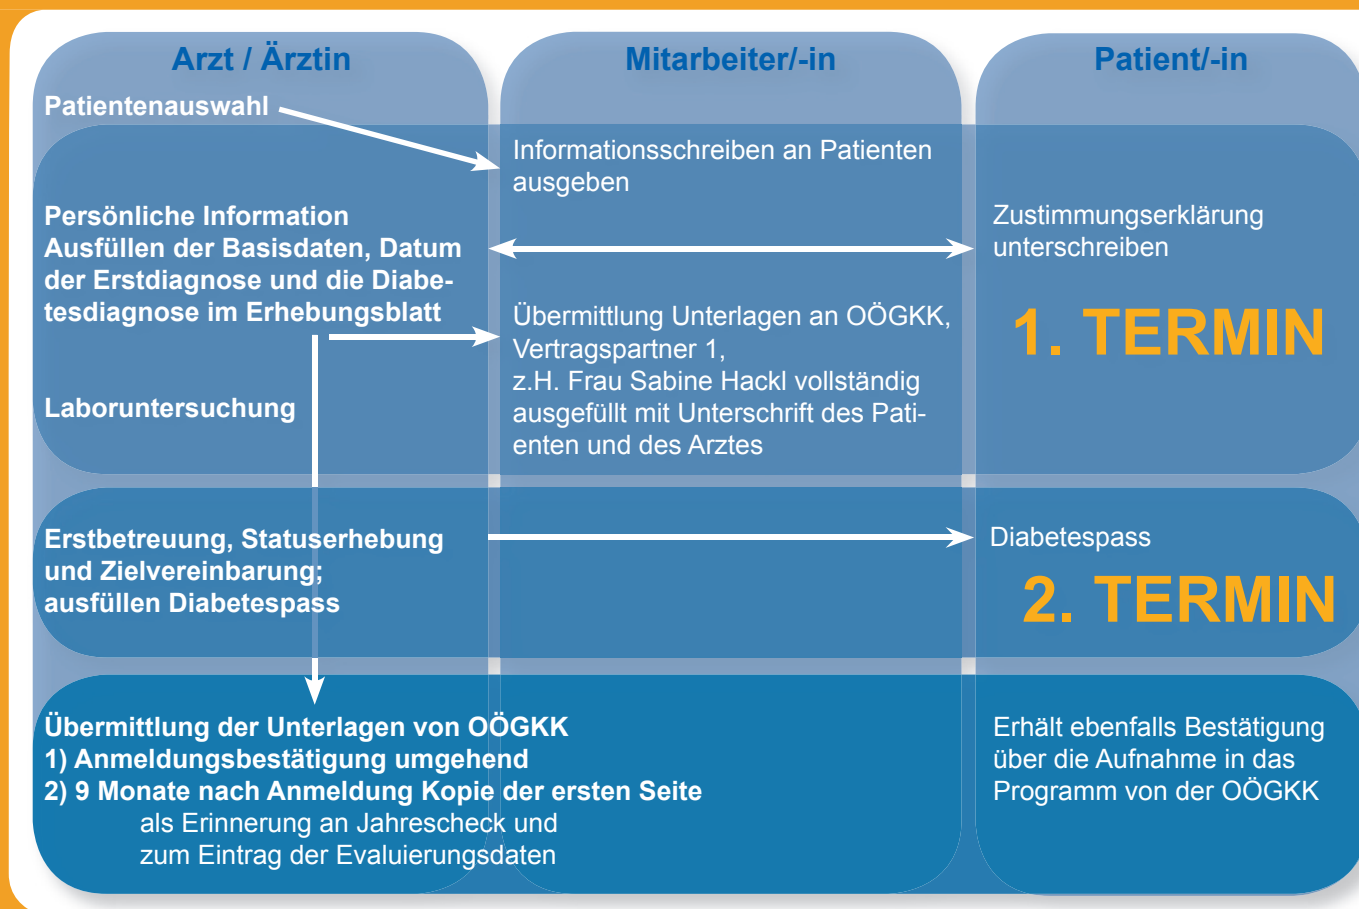 Arzt / Ärztin
Mitarbeiter/-in
Patient/-in
Patientenauswahl
Informationsschreiben an Patienten
ausgeben
Persönliche Information
Ausfüllen der Basisdaten, Datum
der Erstdiagnose und die Diabe-
tesdiagnose im Erhebungsblatt
Zustimmungserklärung
unterschreiben
1. TERMIN
Übermittlung Unterlagen an OÖGKK,
Vertragspartner 1,
z.H. Frau Sabine Hackl vollständig
ausgefüllt mit Unterschrift des Pati-
enten und des Arztes
Laboruntersuchung
Erstbetreuung, Statuserhebung
und Zielvereinbarung;
ausfüllen Diabetespass
Diabetespass
2. TERMIN
Übermittlung der Unterlagen von OÖGKK
1) Anmeldungsbestätigung umgehend
2) 9 Monate nach Anmeldung Kopie der ersten Seite
als Erinnerung an Jahrescheck und
zum Eintrag der Evaluierungsdaten
Erhält ebenfalls Bestätigung
über die Aufnahme in das
Programm von der OÖGKK